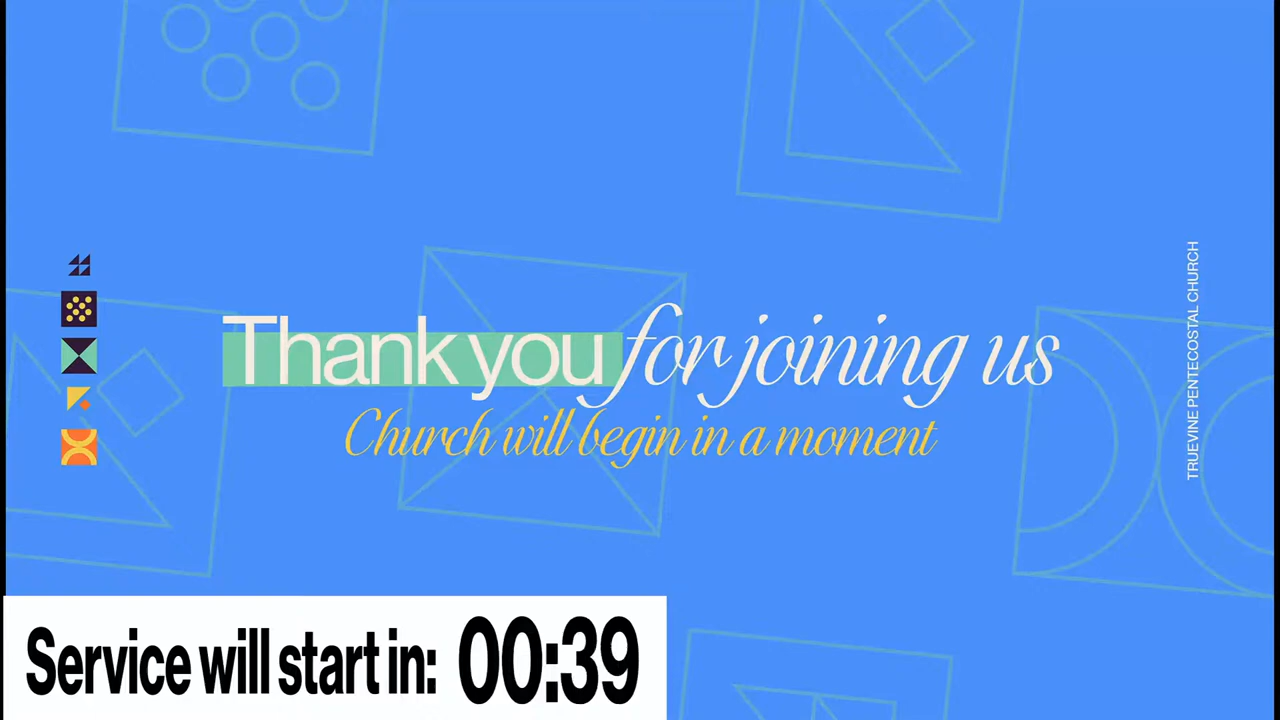 Thank you for joining us
Church will begin in a moment
TRUEVINE PENTECOSTAL CHURCH
Service will start in: 00:39